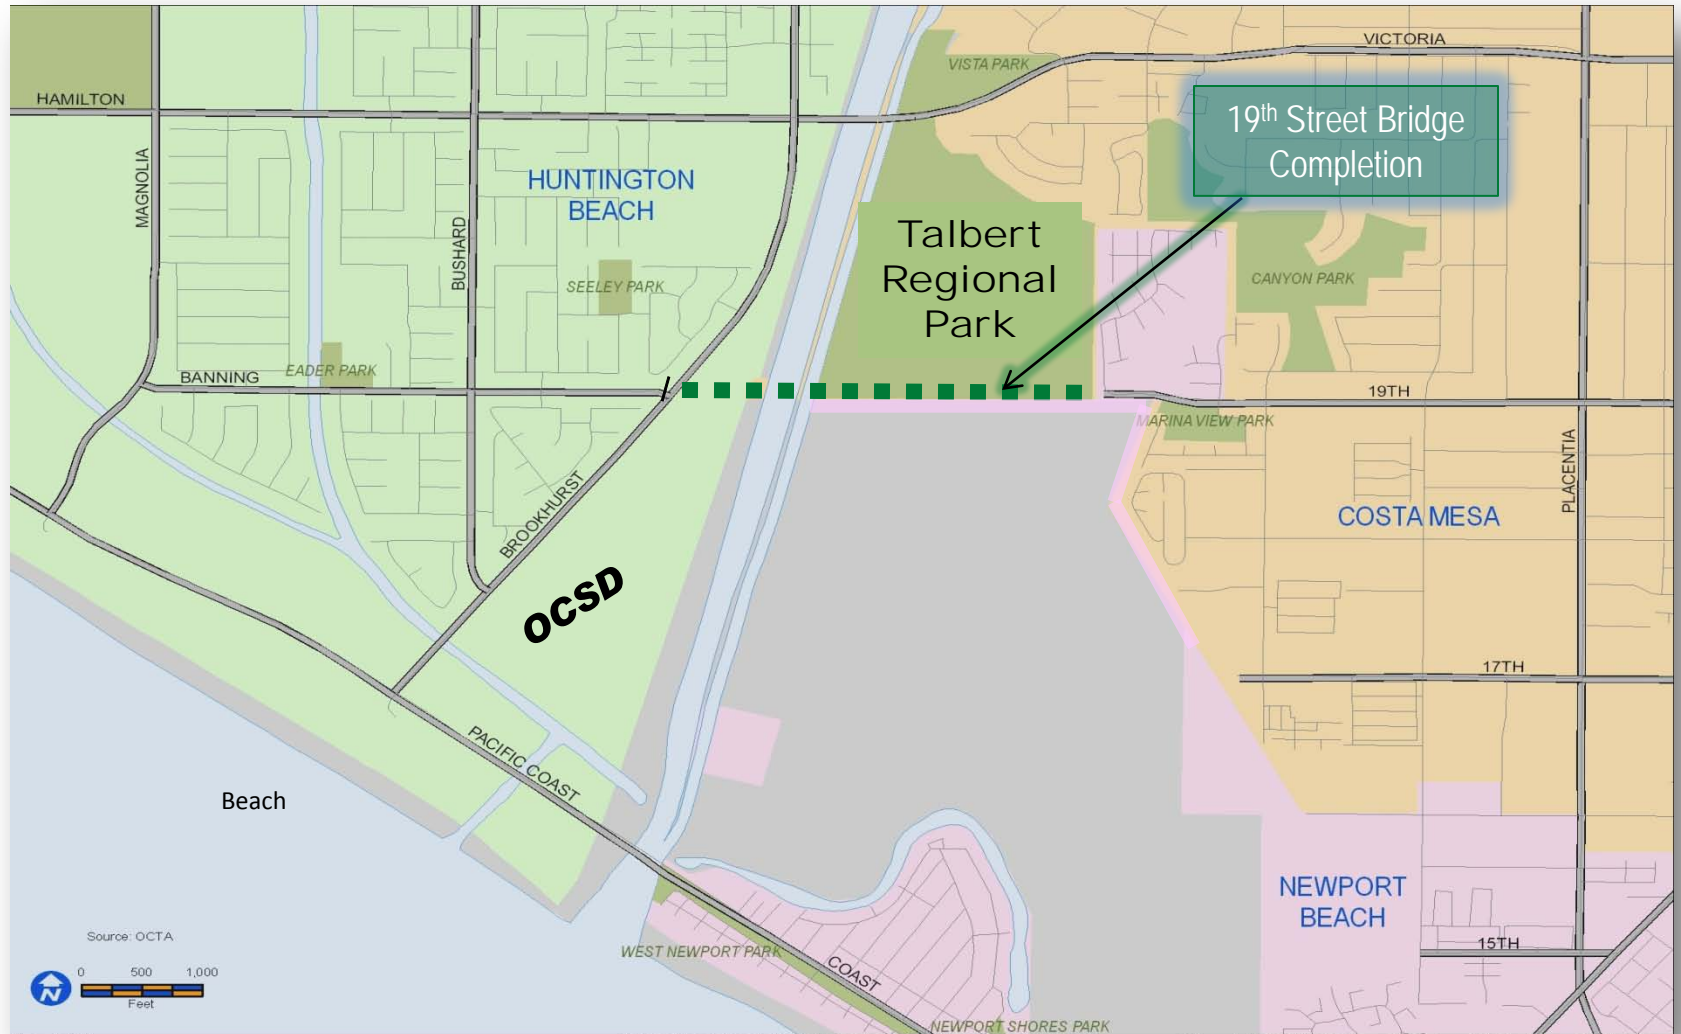 VICTORIA
VISTA PARK
HAMILTON
19th Street Bridge
Completion
MAGNOLIA
HUNTINGTON
BEACH
BUSHARD
Talbert
Regional
Park
SEELEY PARK
CANYON PARK
EADER PARK
BANNING
19TH
MARINA VIEW PARK
PLACENTIA
BROOKHURST
COSTA MESA
OCSD
17TH
PACIFIC COAST
Beach
NEWPORT
BEACH
Source: OCTA
15TH
WEST NEWPORT PARK
COAST
N
0 500 1,000
Feet
NEWPORT SHORES PARK